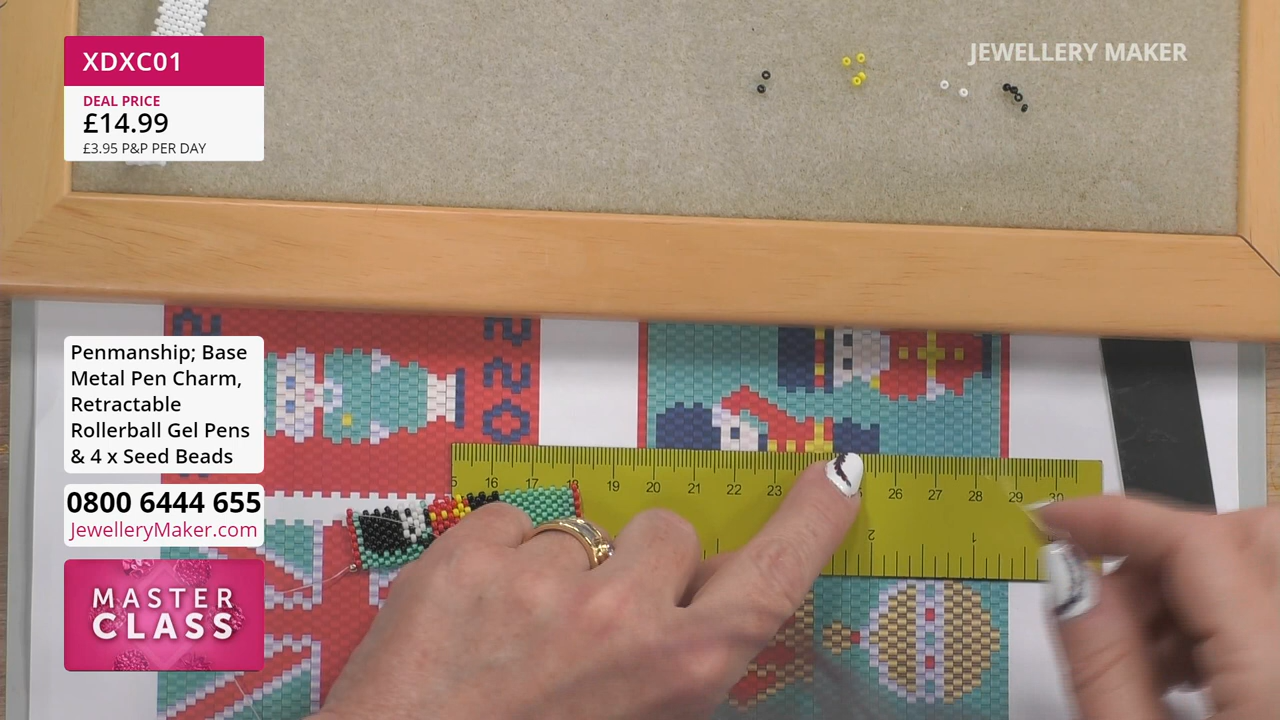 XDXC01
DEAL PRICE
£14.99
£3.95 P&P PER DAY
JEWELLERY MAKER
Penmanship; Base
Metal Pen Charm,
Retractable
Rollerball Gel Pens
& 4 x Seed Beads
0800 6444 655
JewelleryMaker.com
MASTER
CLASS
16 17 18 19 20 21 22 23 26 27 28 29 30
2 1